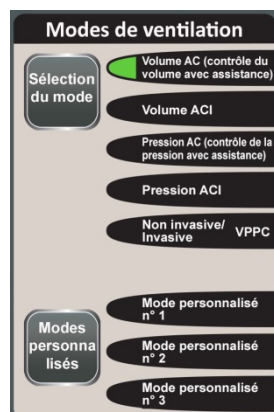 Modes de ventilation
Sélection
du mode
Volume AC (contrôle du
volume avec assistance)
Volume ACI
Pression AC (contrôle de la
pression avec assistance)
Pression ACI
Non invasive/
Invasive VPPC
Modes
personna
lisés
Mode personnalisé
n° 1
Mode personnalisé
n° 2
Mode personnalisé
n° 3